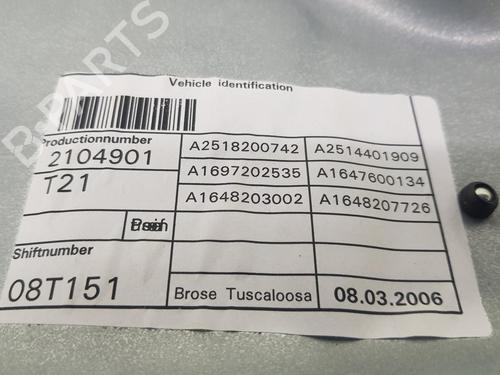 B-PARTS
Vehicle identification
Productionnumber
2104901
A2518200742 A2514401909
T21
A1697202535 A1647600134
A1648203002 A1648207726
Shiftnumber
08T151
Brose Tuscaloosa 08.03.2006